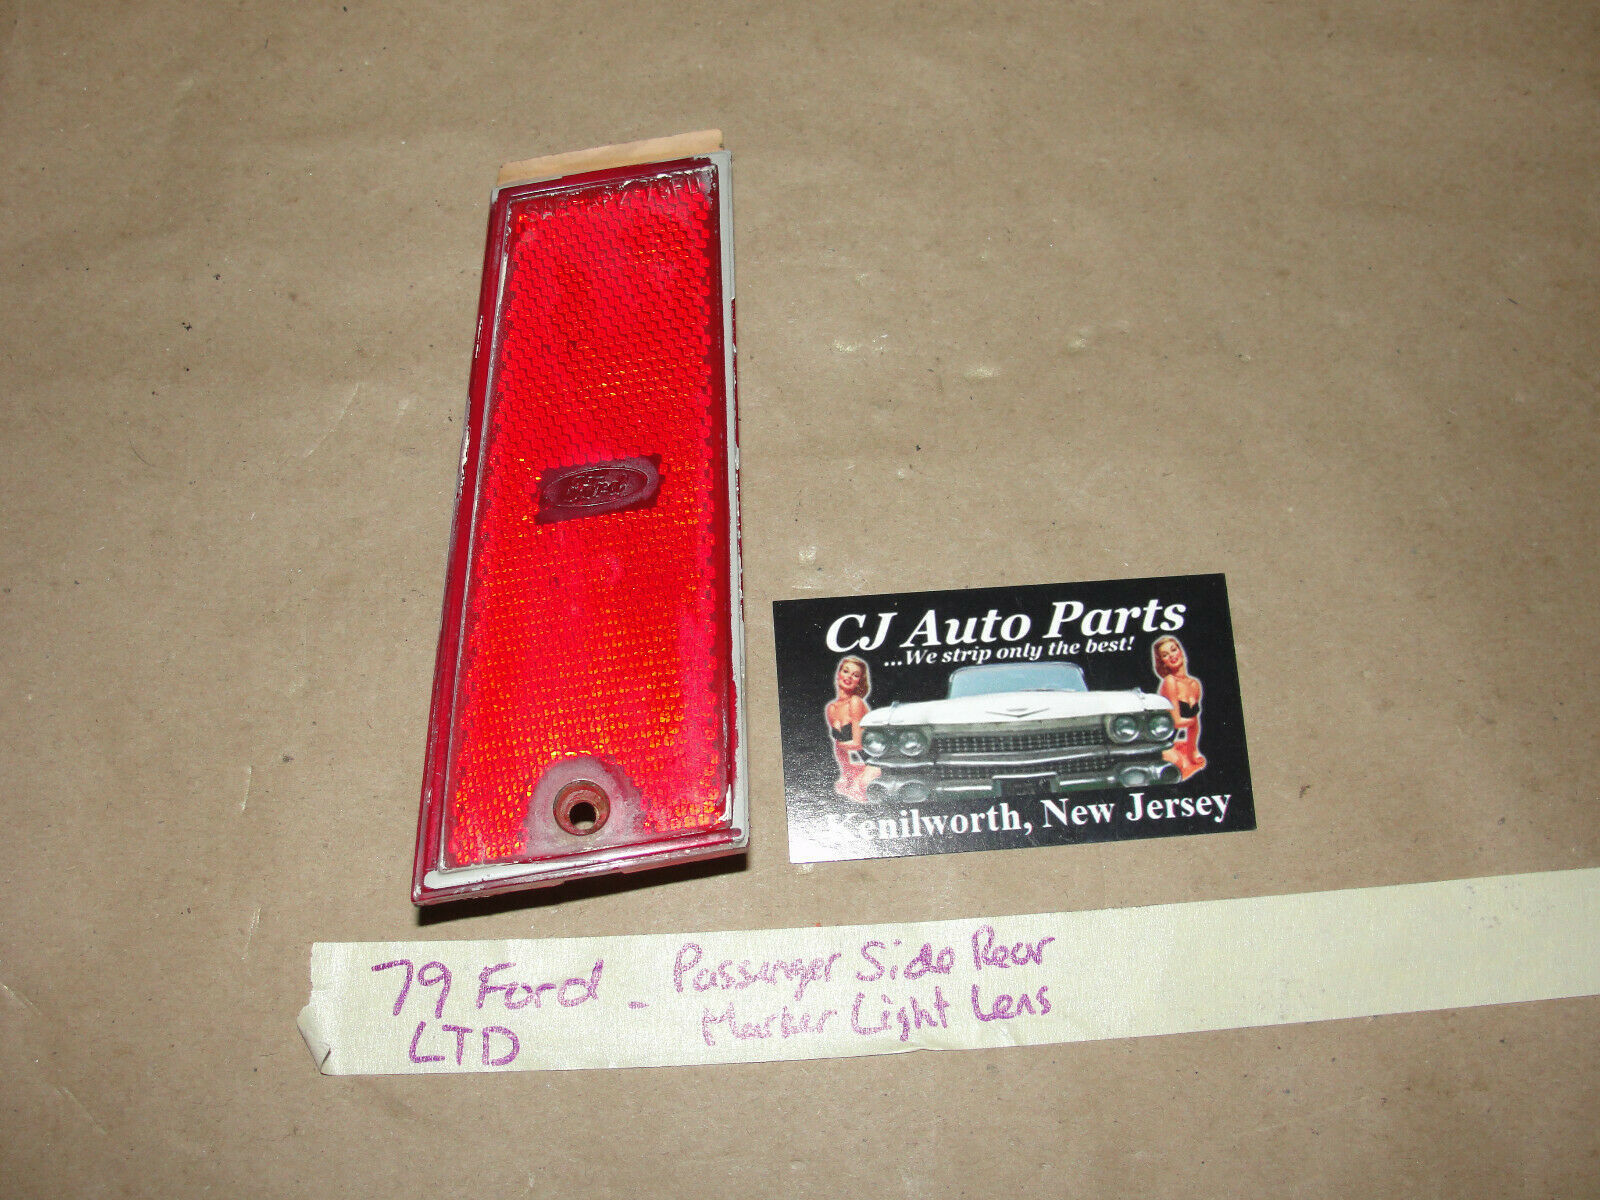 Ford
CJ Auto Parts
...We strip only the best!
Kenilworth, New Jersey
79 Ford - Passenger Side Rear
LTD Marker Light Lens